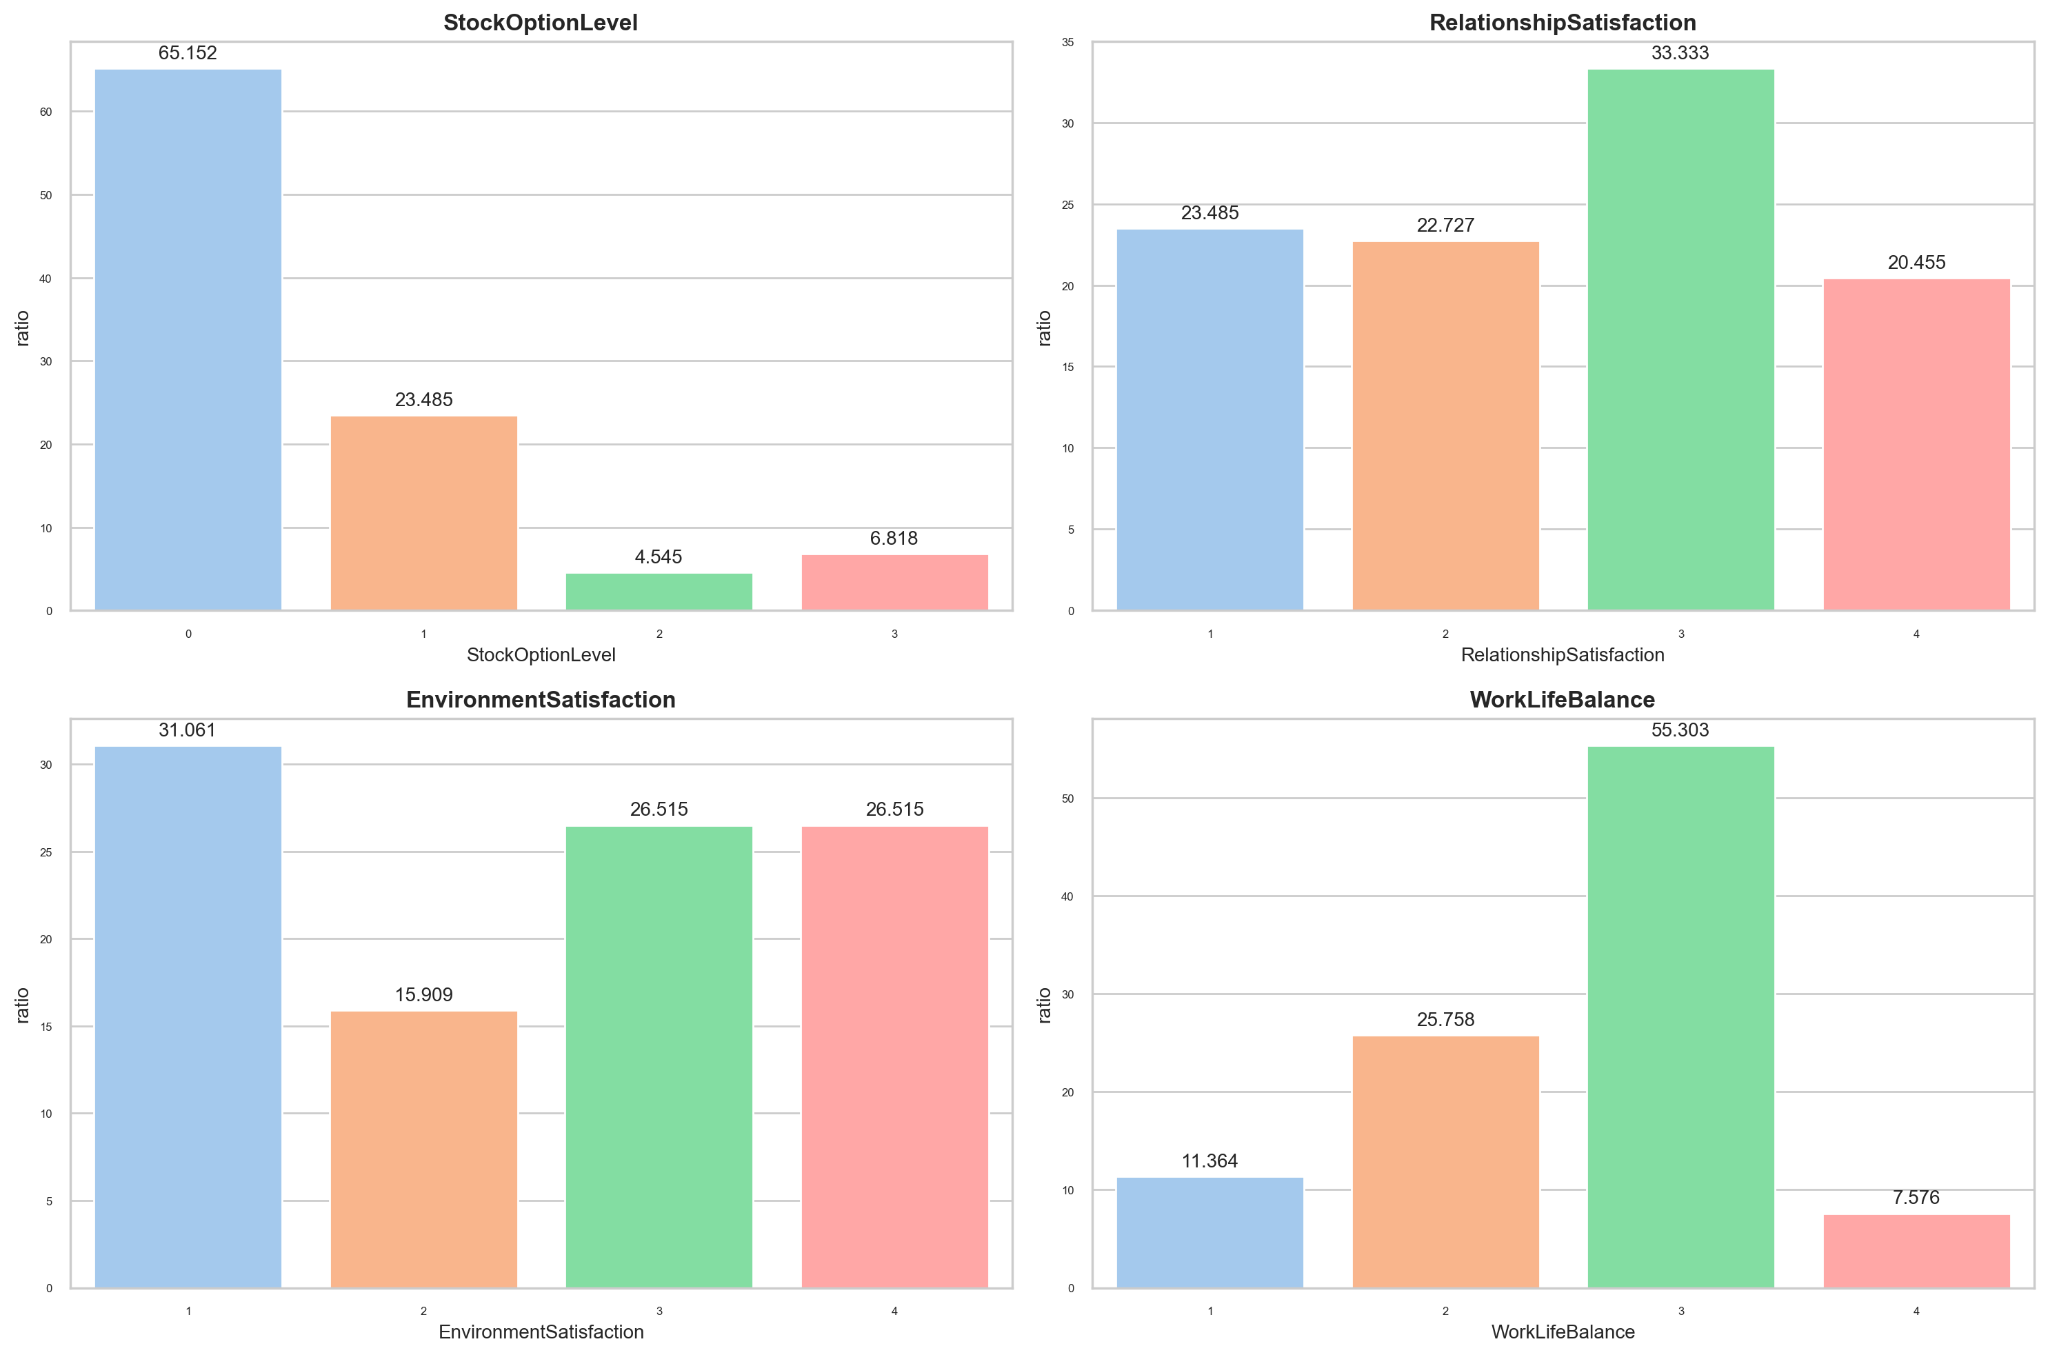 StockOptionLevel
65.152
23.485
4.545
6.818
60
50
40
30
20
10
0
ratio
0 1 2 3
StockOptionLevel
RelationshipSatisfaction
23.485
22.727
33.333
20.455
35
30
25
20
15
10
5
0
ratio
1 2 3 4
RelationshipSatisfaction
EnvironmentSatisfaction
31.061
15.909
26.515
26.515
30
25
20
15
10
5
0
ratio
1 2 3 4
EnvironmentSatisfaction
WorkLifeBalance
11.364
25.758
55.303
7.576
50
40
30
20
10
0
ratio
1 2 3 4
WorkLifeBalance